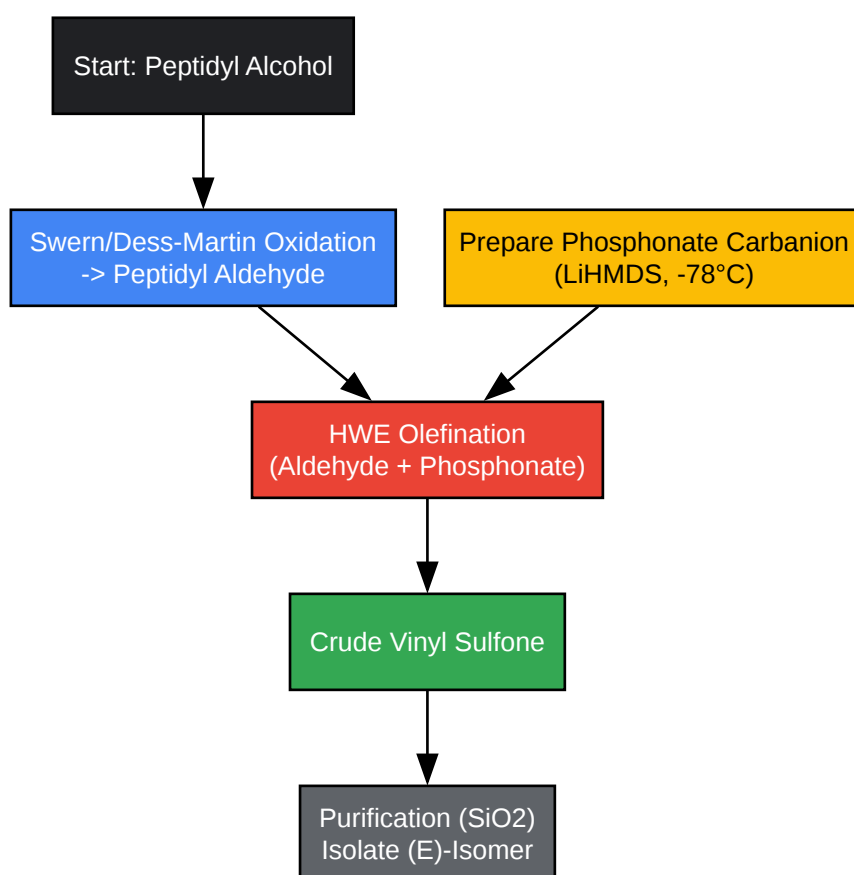 Start: Peptidyl Alcohol
Swern/Dess-Martin Oxidation
-> Peptidyl Aldehyde
Prepare Phosphonate Carbanion
(LiHMDS, -78°C)
HWE Olefination
(Aldehyde + Phosphonate)
Crude Vinyl Sulfone
Purification (SiO2)
Isolate (E)-Isomer